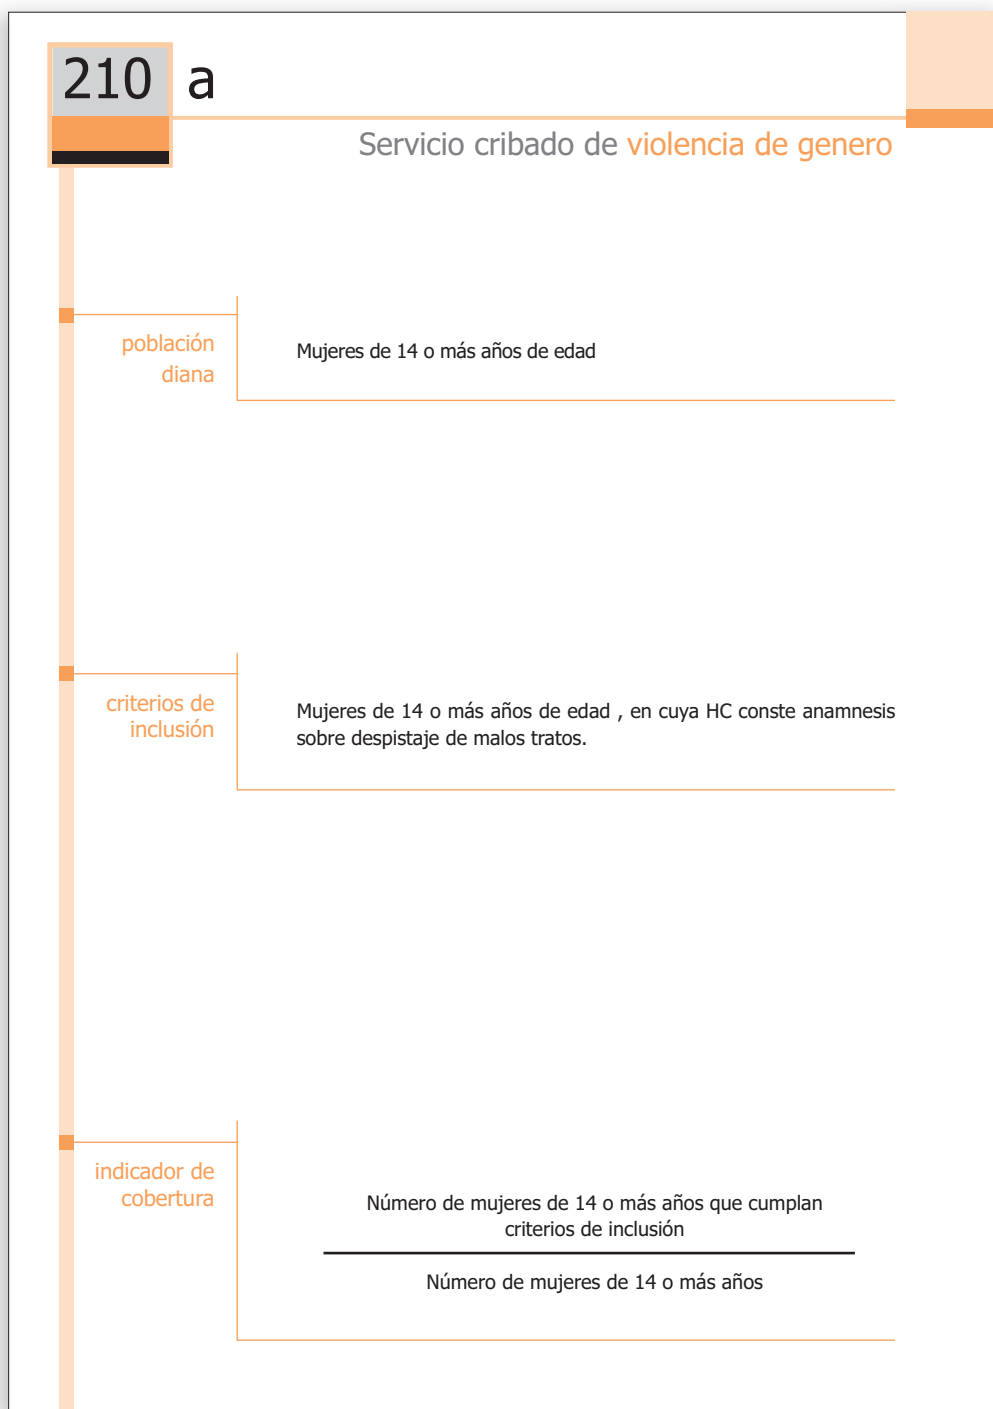 210 a
Servicio cribado de violencia de genero
población
diana
Mujeres de 14 o más años de edad
criterios de
inclusión
Mujeres de 14 o más años de edad , en cuya HC conste anamnesis
sobre despistaje de malos tratos.
indicador de
cobertura
Número de mujeres de 14 o más años que cumplan
criterios de inclusión
Número de mujeres de 14 o más años